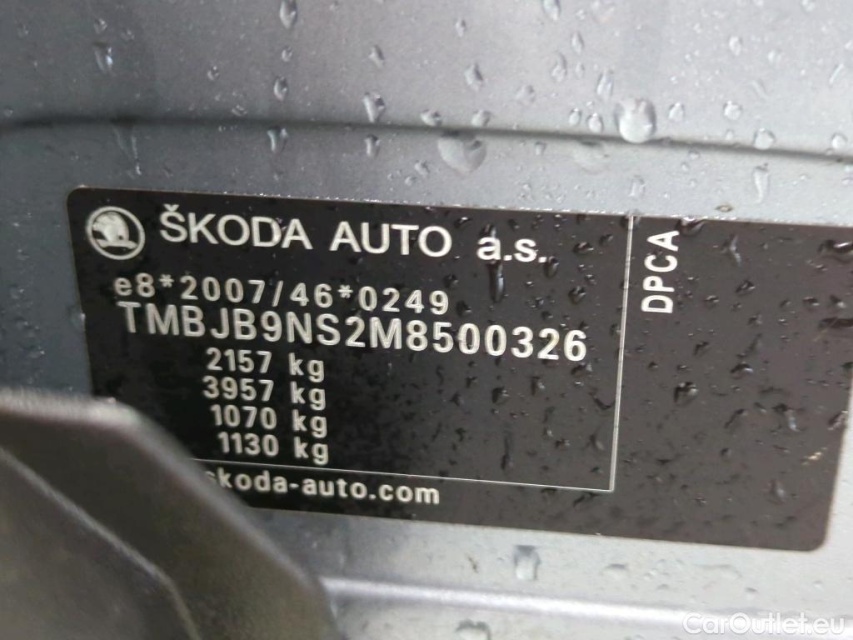 ŠKODA AUTO a.s.
e8*2007/46*0249
TMBJB9NS2M8500326
2157 kg
3957 kg
1070 kg
1130 kg
skoda-auto.com
DPCA
CarOutlet.eu